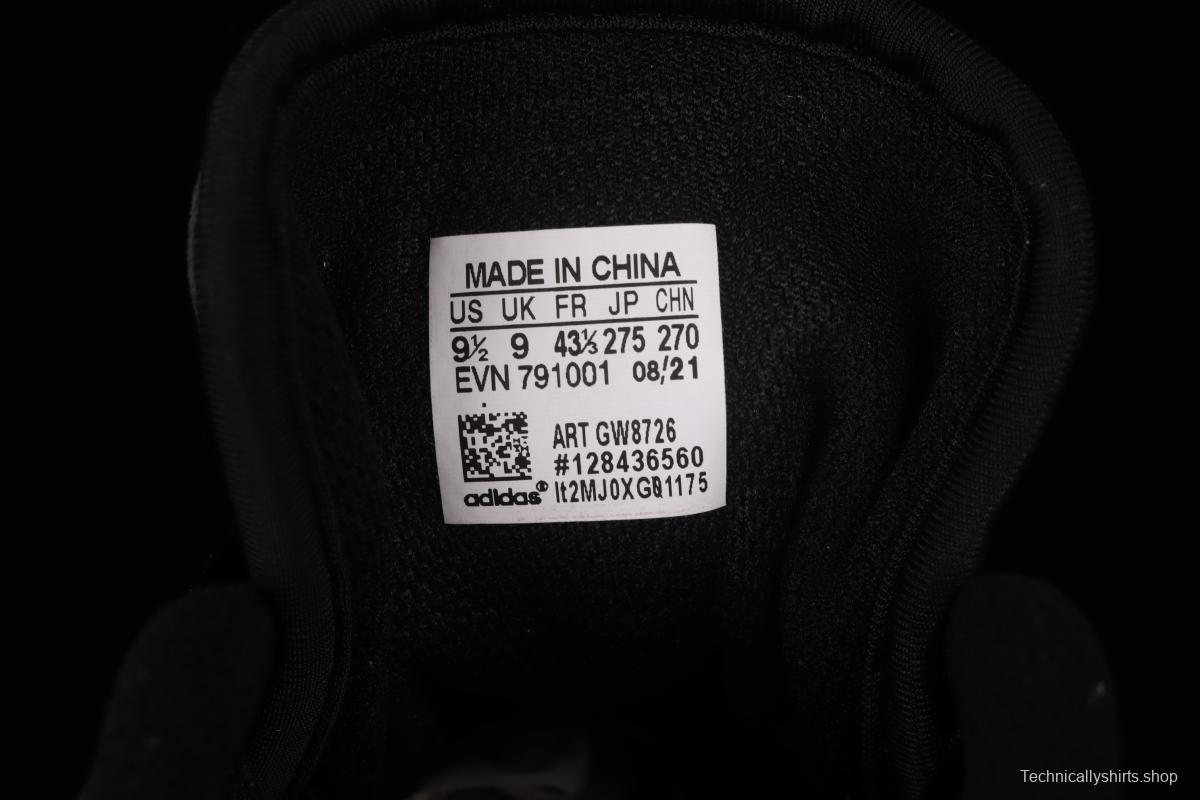 MADE IN CHINA
US UK FR JP CHN
9½ 9 43⅓ 275 270
EVN 791001 08/21
ART GW8726
#128436560
adidas®
Technicallyshirts.shop